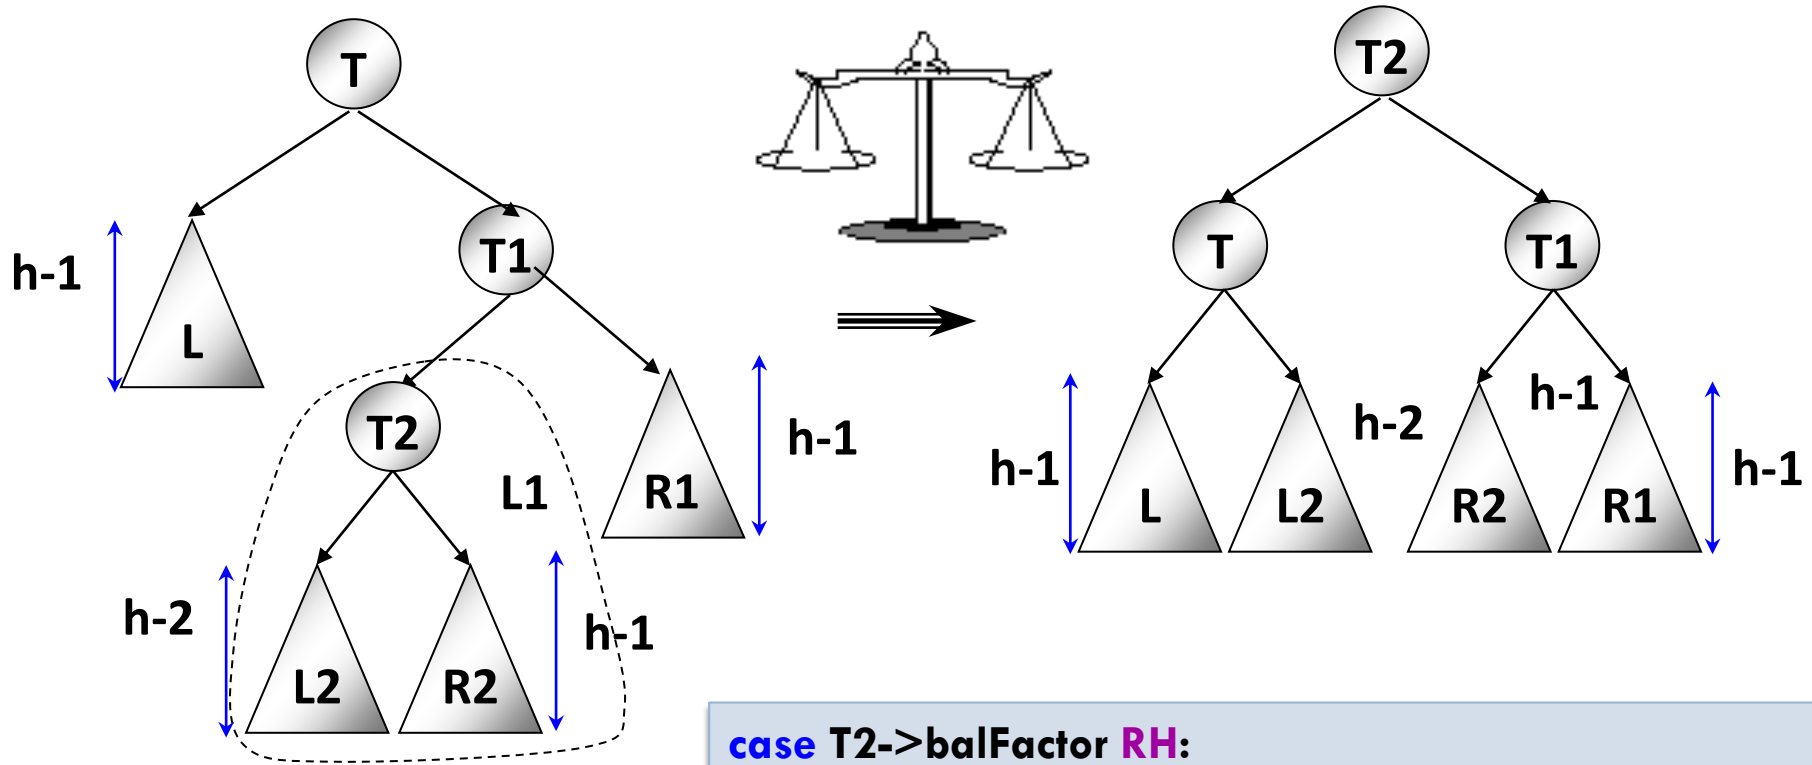 T
T1
h-1
L
T2
L1
R1
h-1
h-2
L2
R2
h-1
T2
T
T1
h-1
L
L2
h-2
R2
h-1
R1
h-1
case T2->balFactor RH: